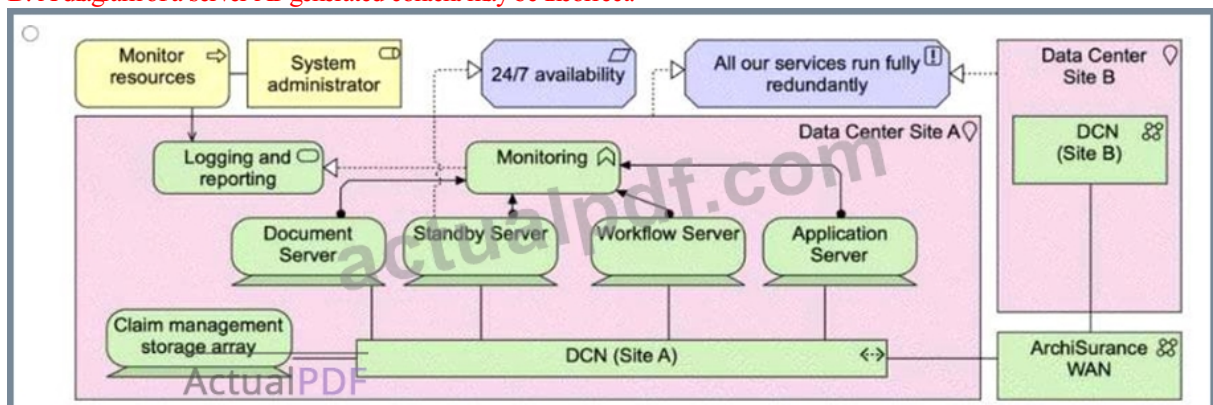 Monitor
resources
System
administrator
24/7 availability
All our services run fully
redundantly
Data Center
Site B
Data Center Site A
DCN
(Site B)
Logging and
reporting
Monitoring
Document
Server
Standby Server
Workflow Server
Application
Server
Claim management
storage array
DCN (Site A)
ArchiSurance
WAN
actualpdf.com
ActualPDF